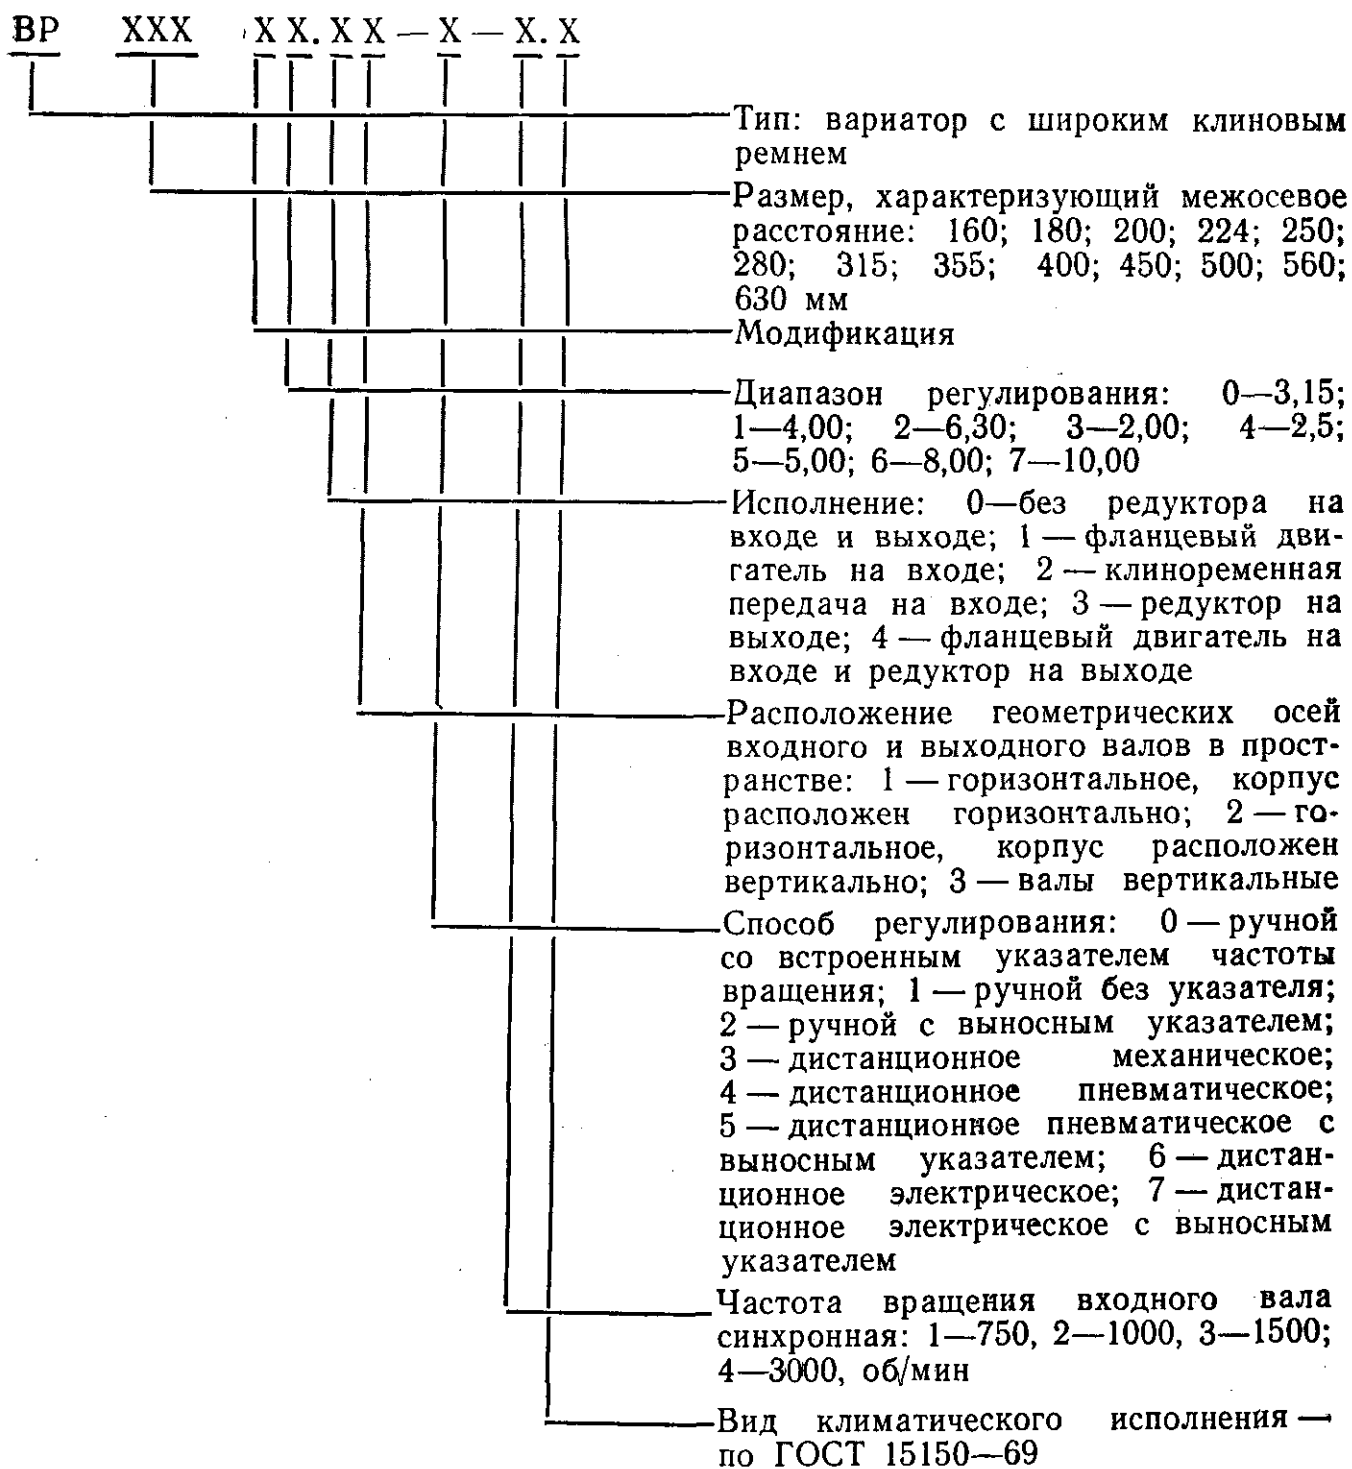 ВР XXX X X. X X — X — X. X
Тип: вариатор с широким клиновым
ремнем
Размер, характеризующий межосевое
расстояние: 160; 180; 200; 224; 250;
280; 315; 355; 400; 450; 500; 560;
630 мм
Модификация
Диапазон регулирования: 0—3,15;
1—4,00; 2—6,30; 3—2,00; 4—2,5;
5—5,00; 6—8,00; 7—10,00
Исполнение: 0—без редуктора на
входе и выходе; 1 — фланцевый дви-
гатель на входе; 2 — клиноременная
передача на входе; 3 — редуктор на
выходе; 4 — фланцевый двигатель на
входе и редуктор на выходе
Расположение геометрических осей
входного и выходного валов в прост-
ранстве: 1 — горизонтальное, корпус
расположен горизонтально; 2 — го-
ризонтальное, корпус расположен
вертикально; 3 — валы вертикальные
Способ регулирования: 0 — ручной
со встроенным указателем частоты
вращения; 1 — ручной без указателя;
2 — ручной с выносным указателем;
3 — дистанционное механическое;
4 — дистанционное пневматическое;
5 — дистанционное пневматическое с
выносным указателем; 6 — дистан-
ционное электрическое; 7 — дистан-
ционное электрическое с выносным
указателем
Частота вращения входного вала
синхронная: 1—750, 2—1000, 3—1500;
4—3000, об/мин
Вид климатического исполнения —
по ГОСТ 15150—69